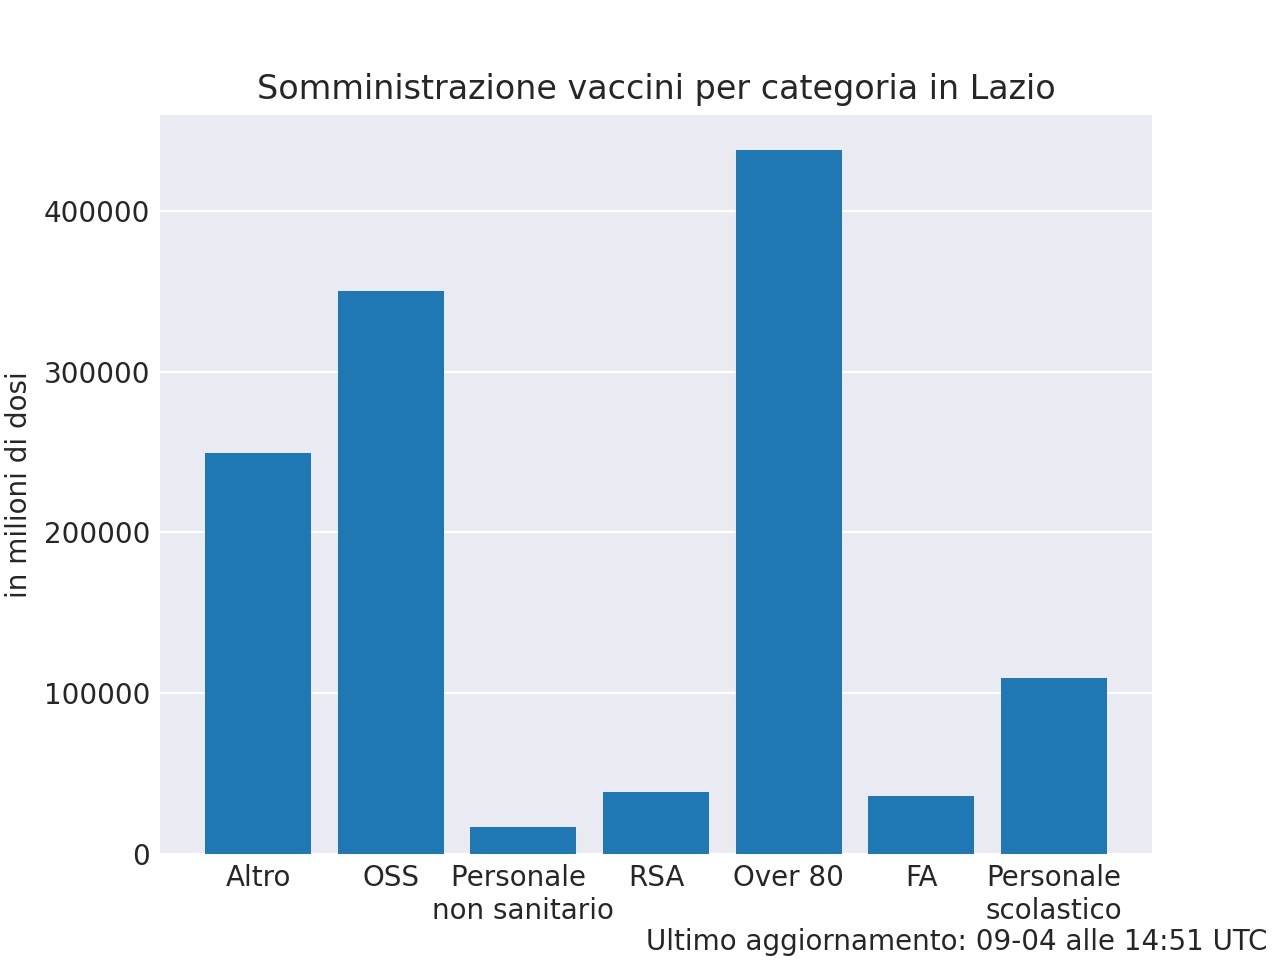 Somministrazione vaccini per categoria in Lazio
in milioni di dosi
400000
300000
200000
100000
0
Altro
OSS
Personale
non sanitario
RSA
Over 80
FA
Personale
scolastico
Ultimo aggiornamento: 09-04 alle 14:51 UTC